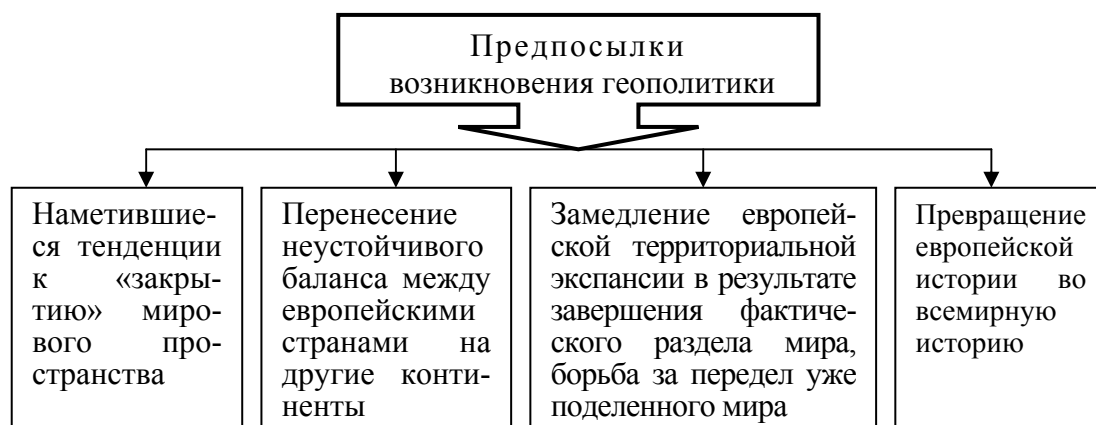 Предпосылки
возникновения геополитики
Наметившие-
ся тенденции
к «закры-
тию» миро-
вого про-
странства
Перенесение
неустойчивого
баланса между
европейскими
странами на
другие конти-
ненты
Замедление европей-
ской территориальной
экспансии в результате
завершения фактиче-
ского раздела мира,
борьба за передел уже
поделенного мира
Превращение
европейской
истории во
всемирную
историю